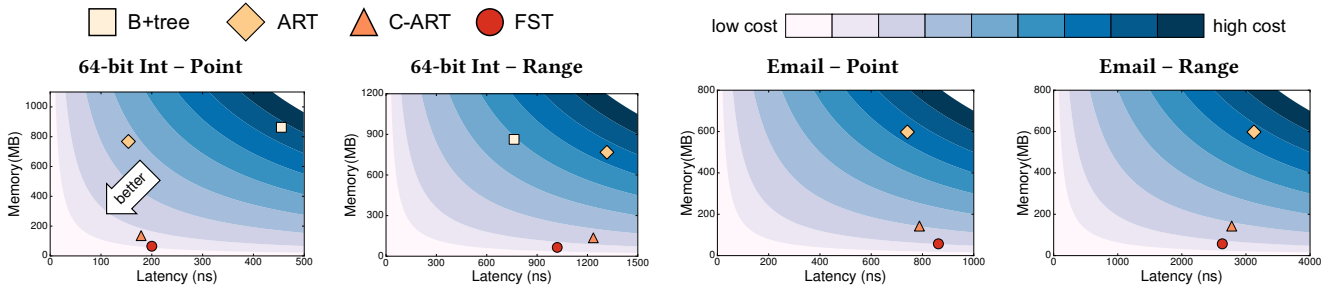 B+tree ART C-ART FST low cost high cost
64-bit Int – Point 64-bit Int – Range Email – Point Email – Range
Memory(MB)
1000
800
600
400
200
0
better
0 100 200 300 400 500
Latency (ns)
Memory(MB)
1200
900
600
300
0
0 300 600 900 1200 1500
Latency (ns)
Memory(MB)
800
600
400
200
0
0 200 400 600 800 1000
Latency (ns)
Memory(MB)
800
600
400
200
0
0 1000 2000 3000 4000
Latency (ns)